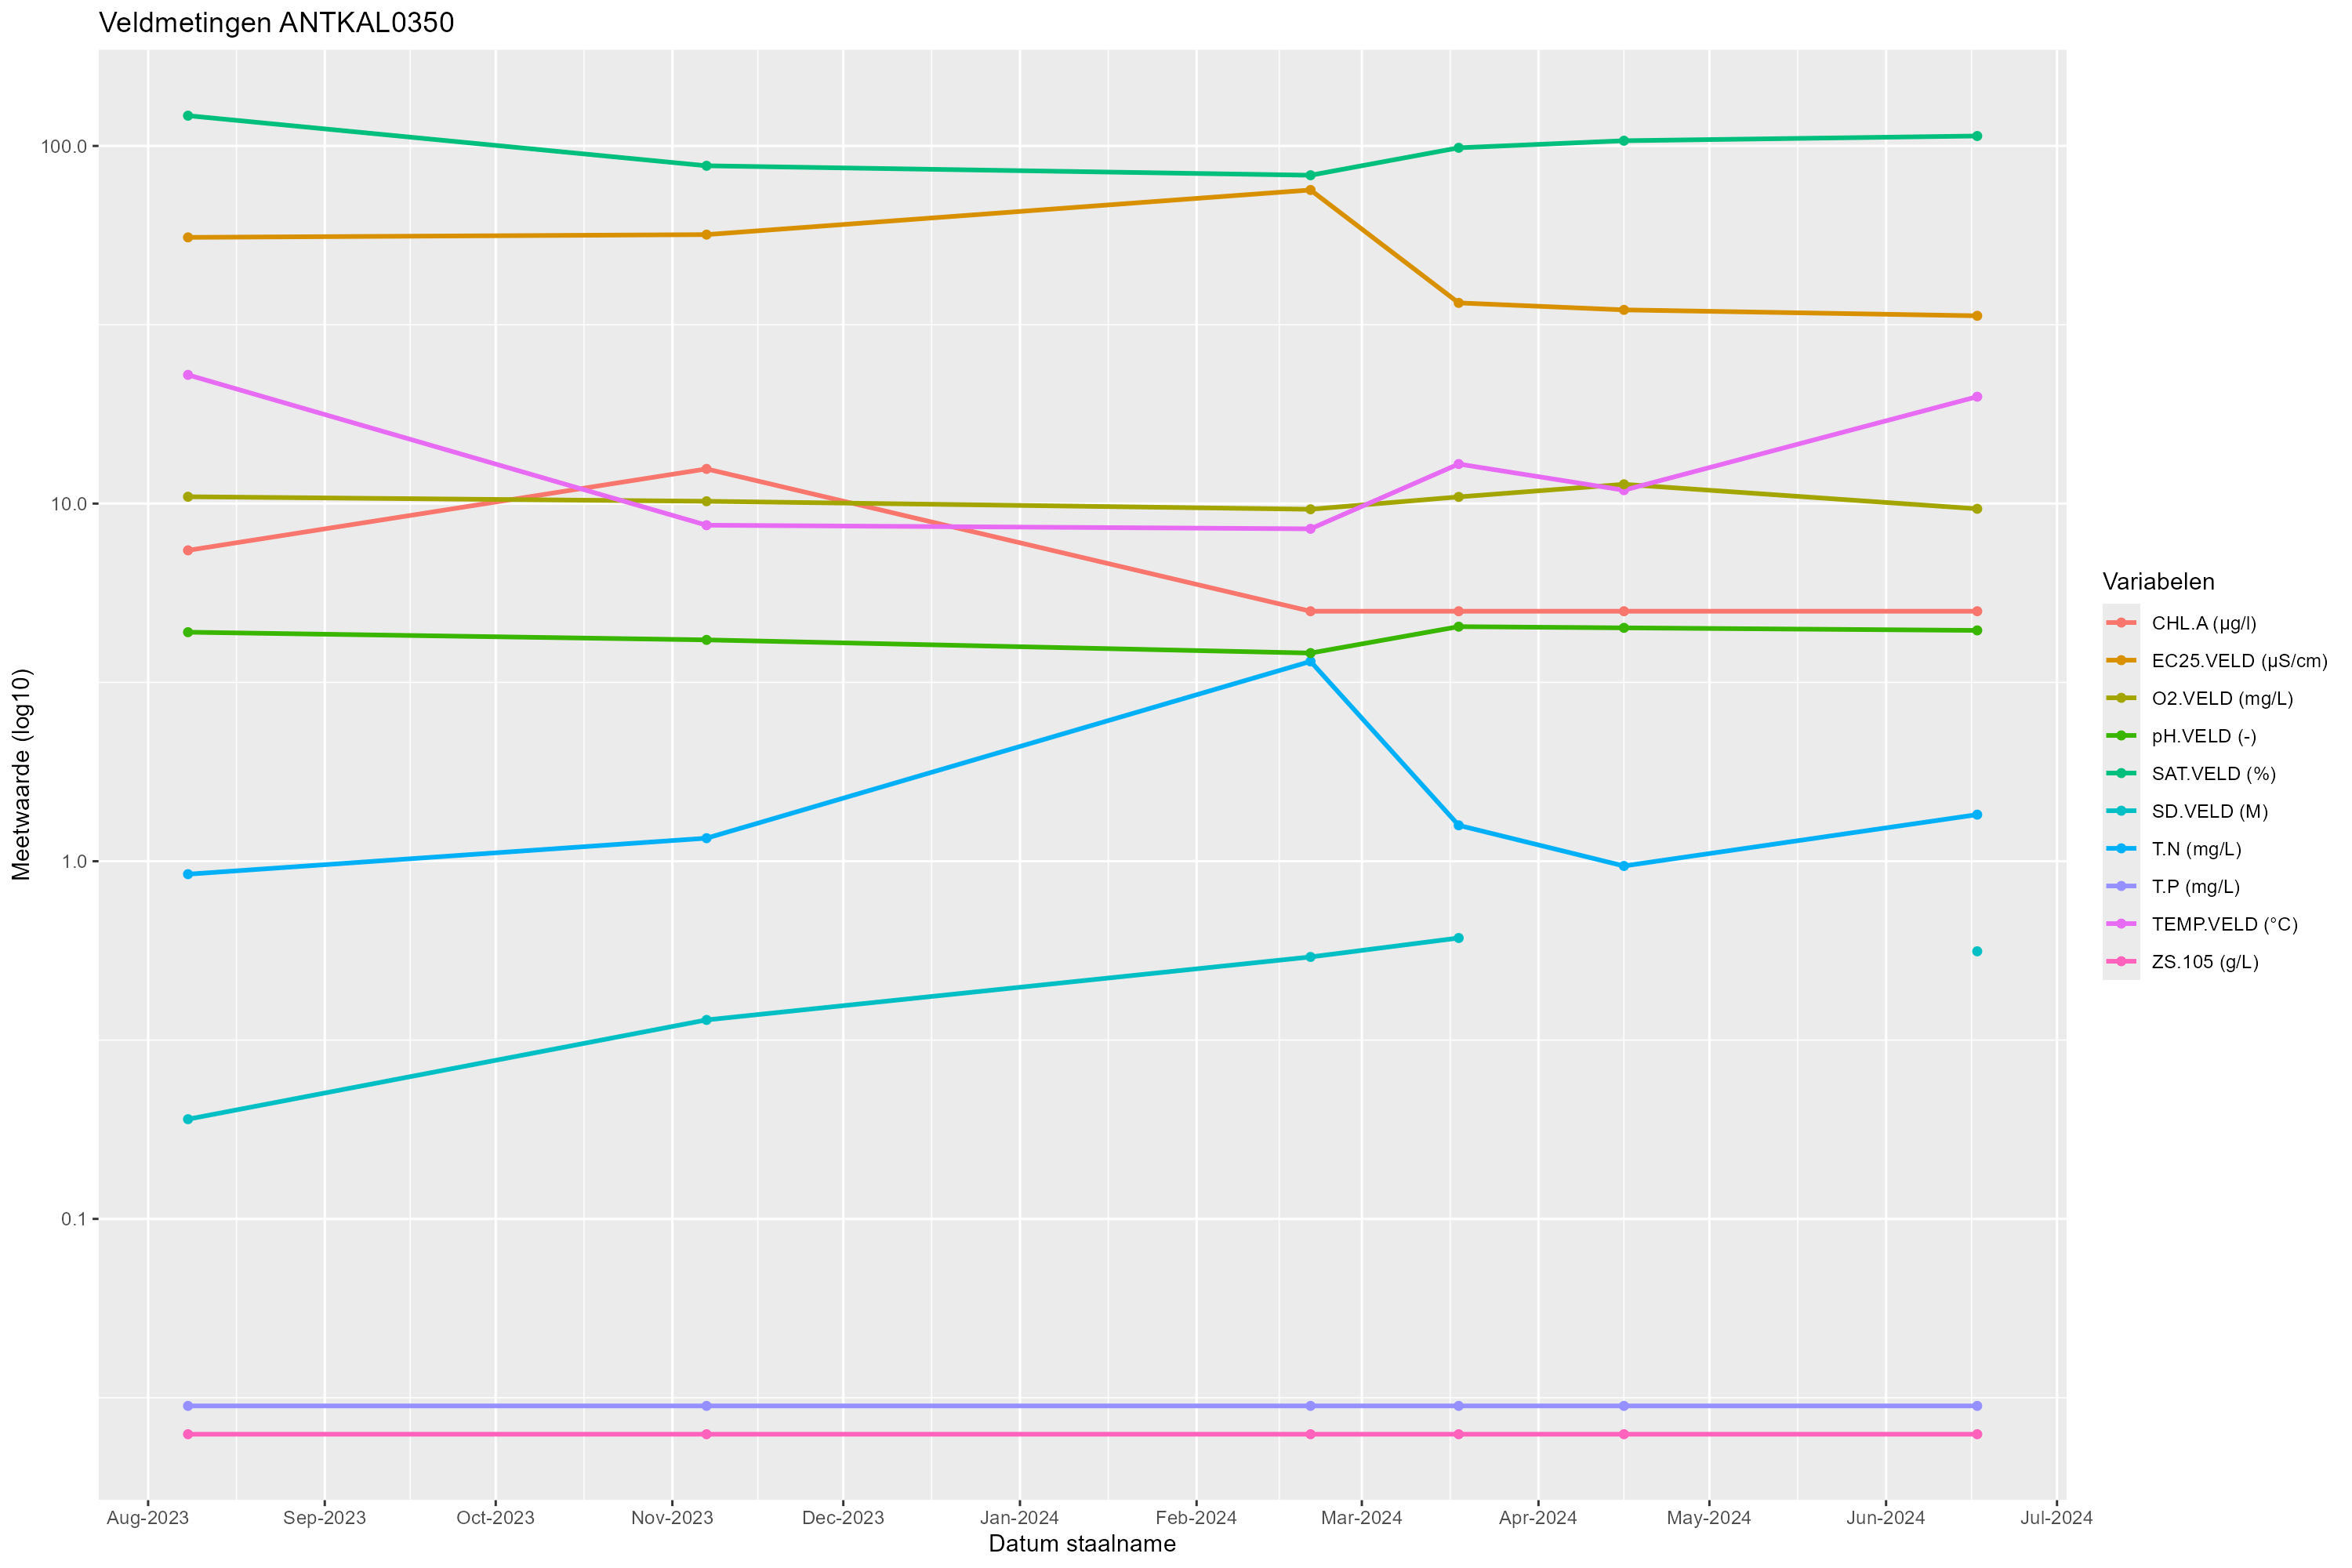 Veldmetingen ANTKAL0350
100.0
10.0
1.0
0.1
Meetwaarde (log10)
Aug-2023
Sep-2023
Oct-2023
Nov-2023
Dec-2023
Jan-2024
Feb-2024
Mar-2024
Apr-2024
May-2024
Jun-2024
Jul-2024
Datum staalname
Variabelen
CHL.A (µg/l)
EC25.VELD (µS/cm)
O2.VELD (mg/L)
pH.VELD (-)
SAT.VELD (%)
SD.VELD (M)
T.N (mg/L)
T.P (mg/L)
TEMP.VELD (°C)
ZS.105 (g/L)